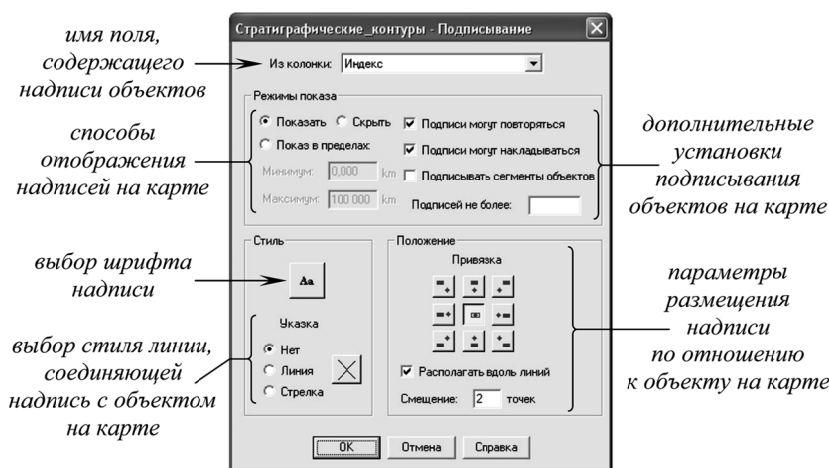 имя поля,
содержащего
надписи объектов
способы
отображения
надписей на карте
выбор шрифта
надписи
выбор стиля линии,
соединяющей
надпись с объектом
на карте
Стратиграфические_контуры - Подписывание
Из колонки: Индекс
Режимы показа
Показать Скрыть Подписи могут повторяться
Показ в пределах: Подписи могут накладываться
Минимум: 0,000 km Подписывать сегменты объектов
Максимум: 100 000 km Подписей не более:
Стиль
Aa
Указка
Нет
Линия
Стрелка
Положение
Привязка
Располагать вдоль линий
Смещение: 2 точек
OK Отмена Справка
дополнительные
установки
подписывания
объектов на карте
параметры
размещения
надписи
по отношению
к объекту на карте